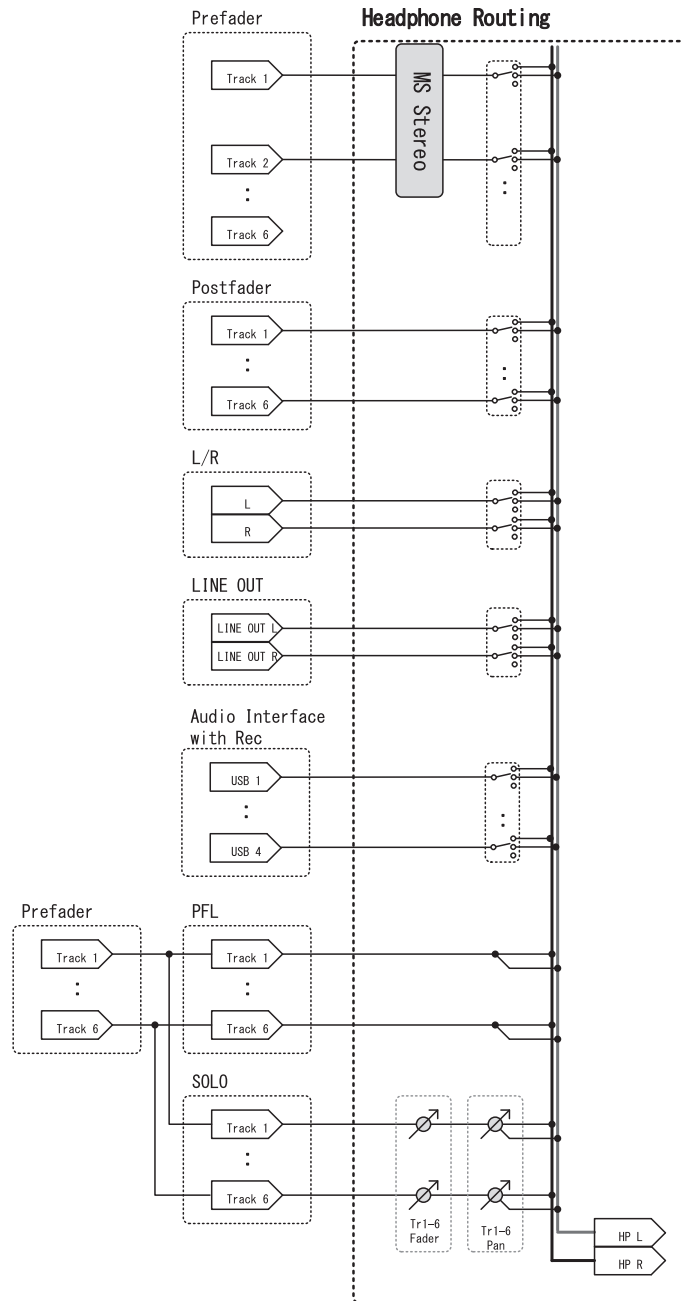 Prefader
Headphone Routing
Track 1
MS Stereo
Track 2
:
:
Track 6
Postfader
Track 1
:
:
Track 6
L/R
L
R
LINE OUT
LINE OUT L
LINE OUT R
Audio Interface
with Rec
USB 1
:
:
USB 4
Prefader
PFL
Track 1
Track 1
:
:
Track 6
Track 6
SOLO
Track 1
:
Track 6
Tr1-6
Fader
Tr1-6
Pan
HP L
HP R